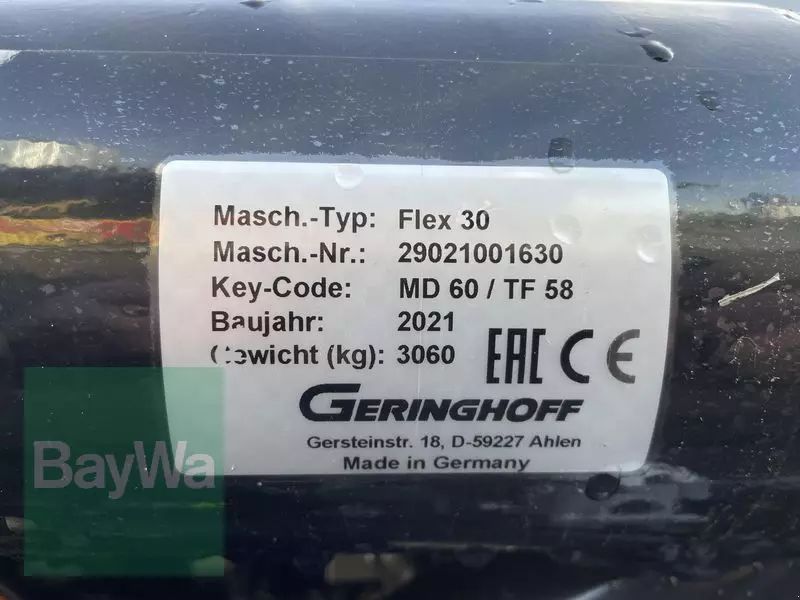 Masch.-Typ: Flex 30
Masch.-Nr.: 29021001630
Key-Code: MD 60 / TF 58
Baujahr: 2021
Gewicht (kg): 3060
EAC CE
GERINGHOFF
Gersteinstr. 18, D-59227 Ahlen
Made in Germany
BayWa